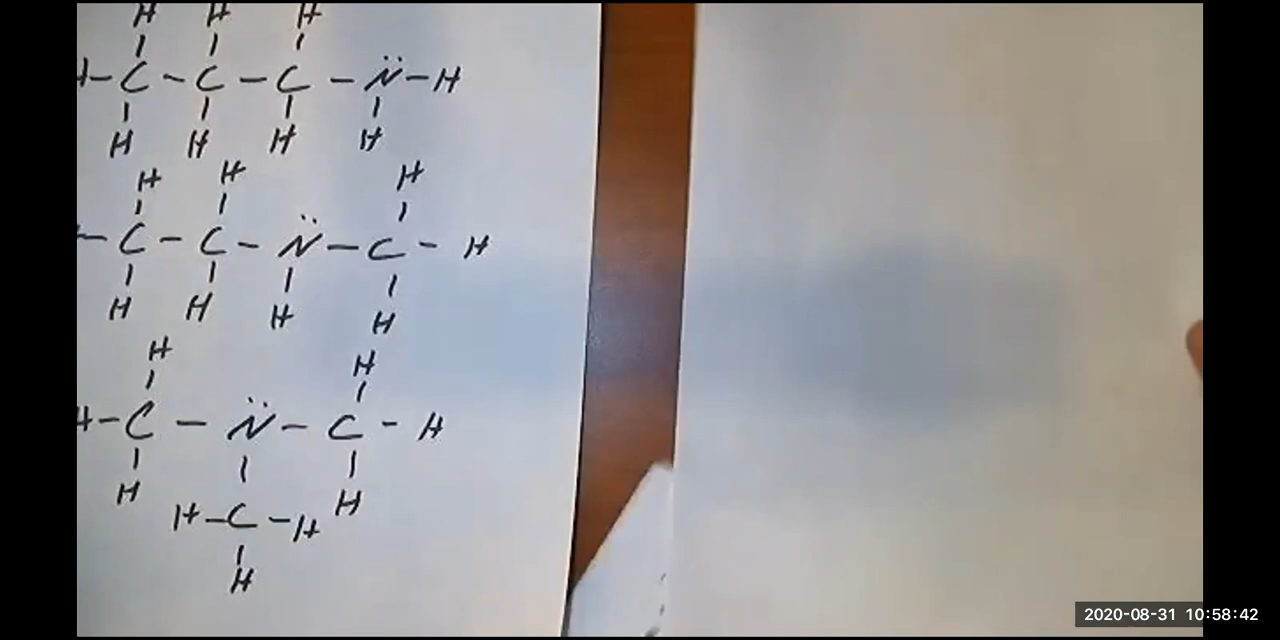 H H H
H-C-C-C-N̈-H
H H H H
H H H
-C-C-N̈-C-H
H H H H
H H
H-C-N̈-C-H
H H
H-C-H
H
2020-08-31 10:58:42